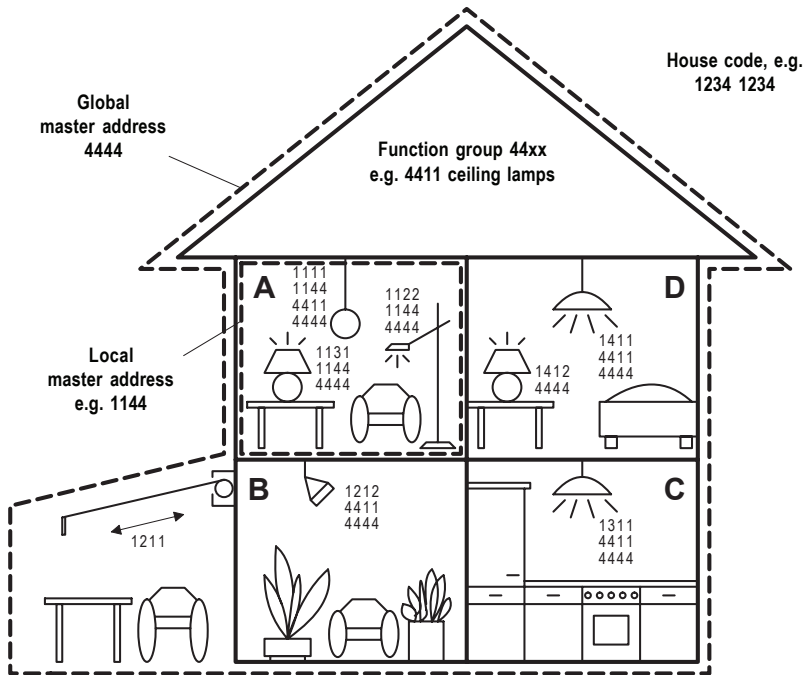 House code, e.g.
1234 1234
Global
master address
4444
Function group 44xx
e.g. 4411 ceiling lamps
A
1111
1144
4411
4444
1122
1144
4444
1131
1144
4444
D
1411
4411
4444
1412
4444
Local
master address
e.g. 1144
B
1212
4411
4444
C
1311
4411
4444
1211